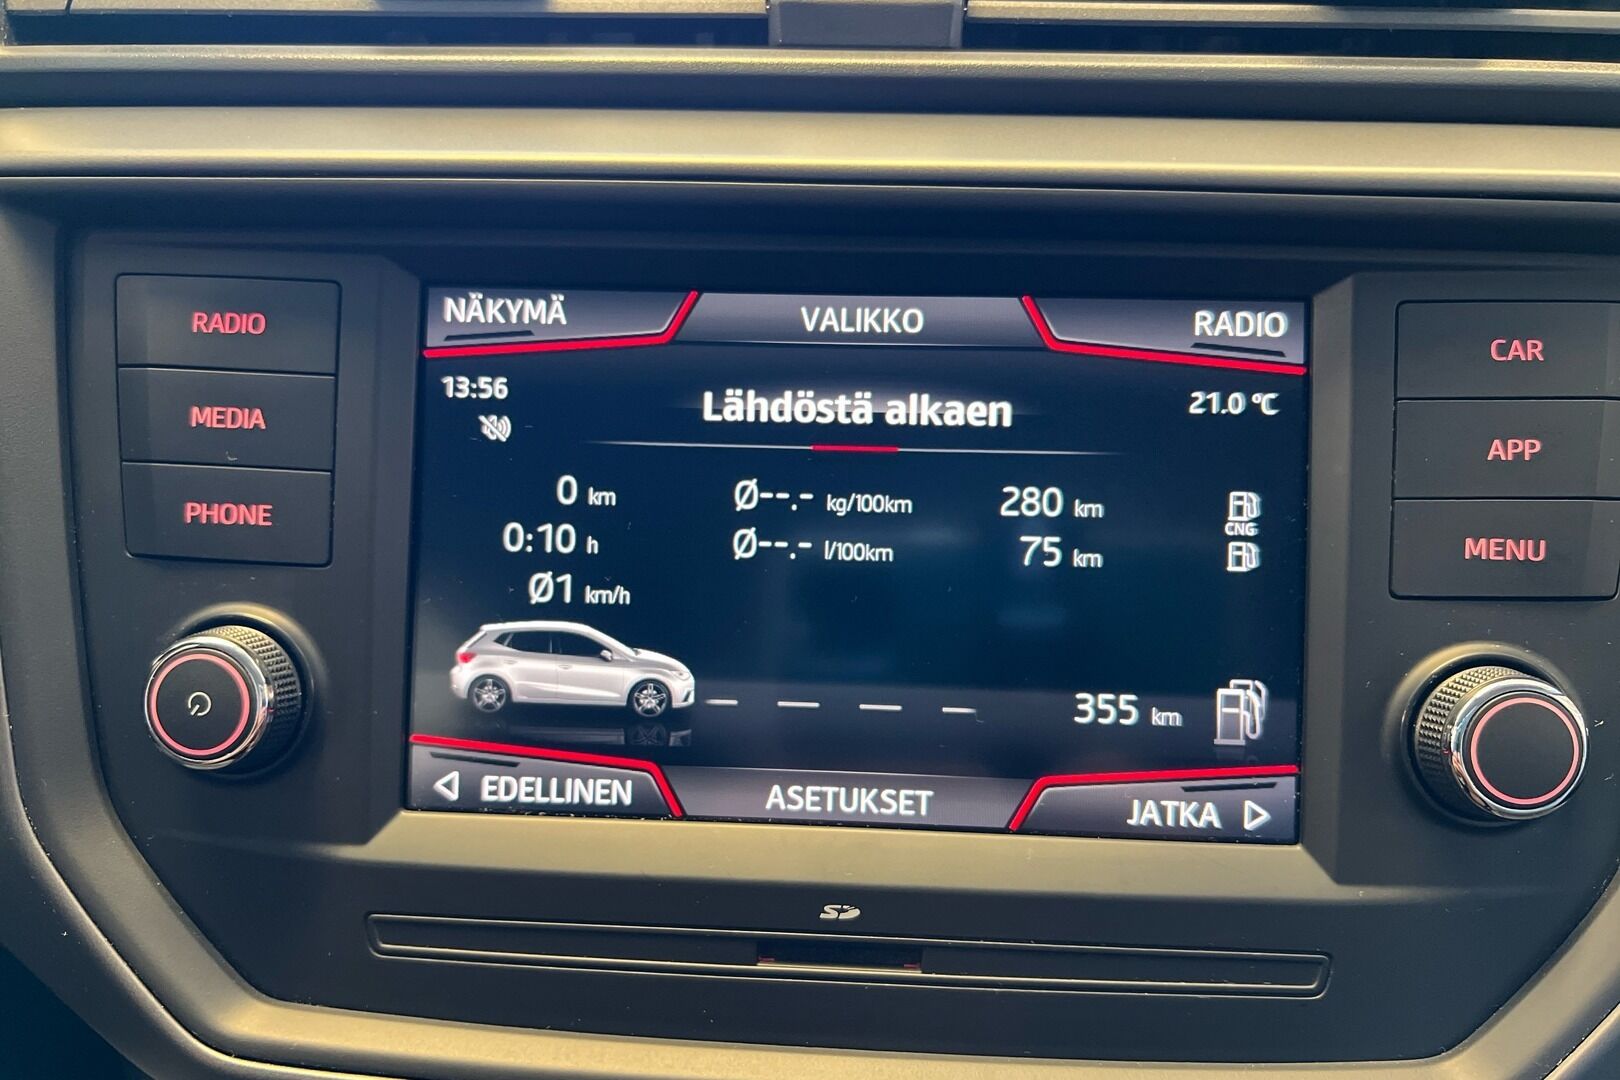 RADIO
MEDIA
PHONE
NÄKYMÄ
VALIKKO
RADIO
13:56
Lähdöstä alkaen
21.0 ºC
0 km
Ø--.- kg/100km
280 km
CNG
0:10 h
Ø--.- l/100km
75 km
Ø1 km/h
355 km
EDELLINEN
ASETUKSET
JATKA
CAR
APP
MENU
SD